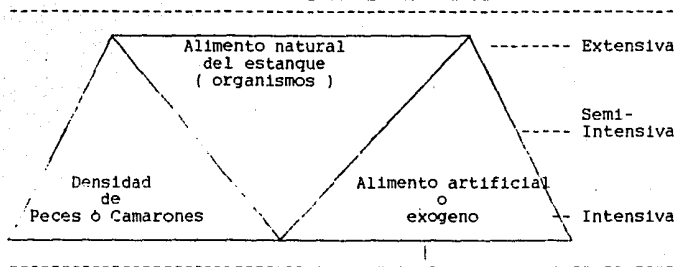 Alimento natural
del estanque
( organismos )
Extensiva
Semi-
Intensiva
Densidad
de
Peces ó Camarones
Alimento artificial
o
exogeno
Intensiva